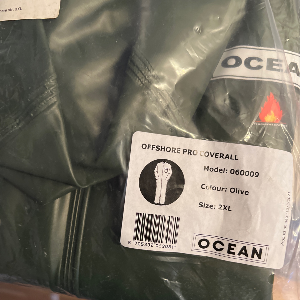 OCEAN
OFFSHORE PRO COVERALL
Model: 060009
Colour: Olive
Size: 2XL
OCEAN